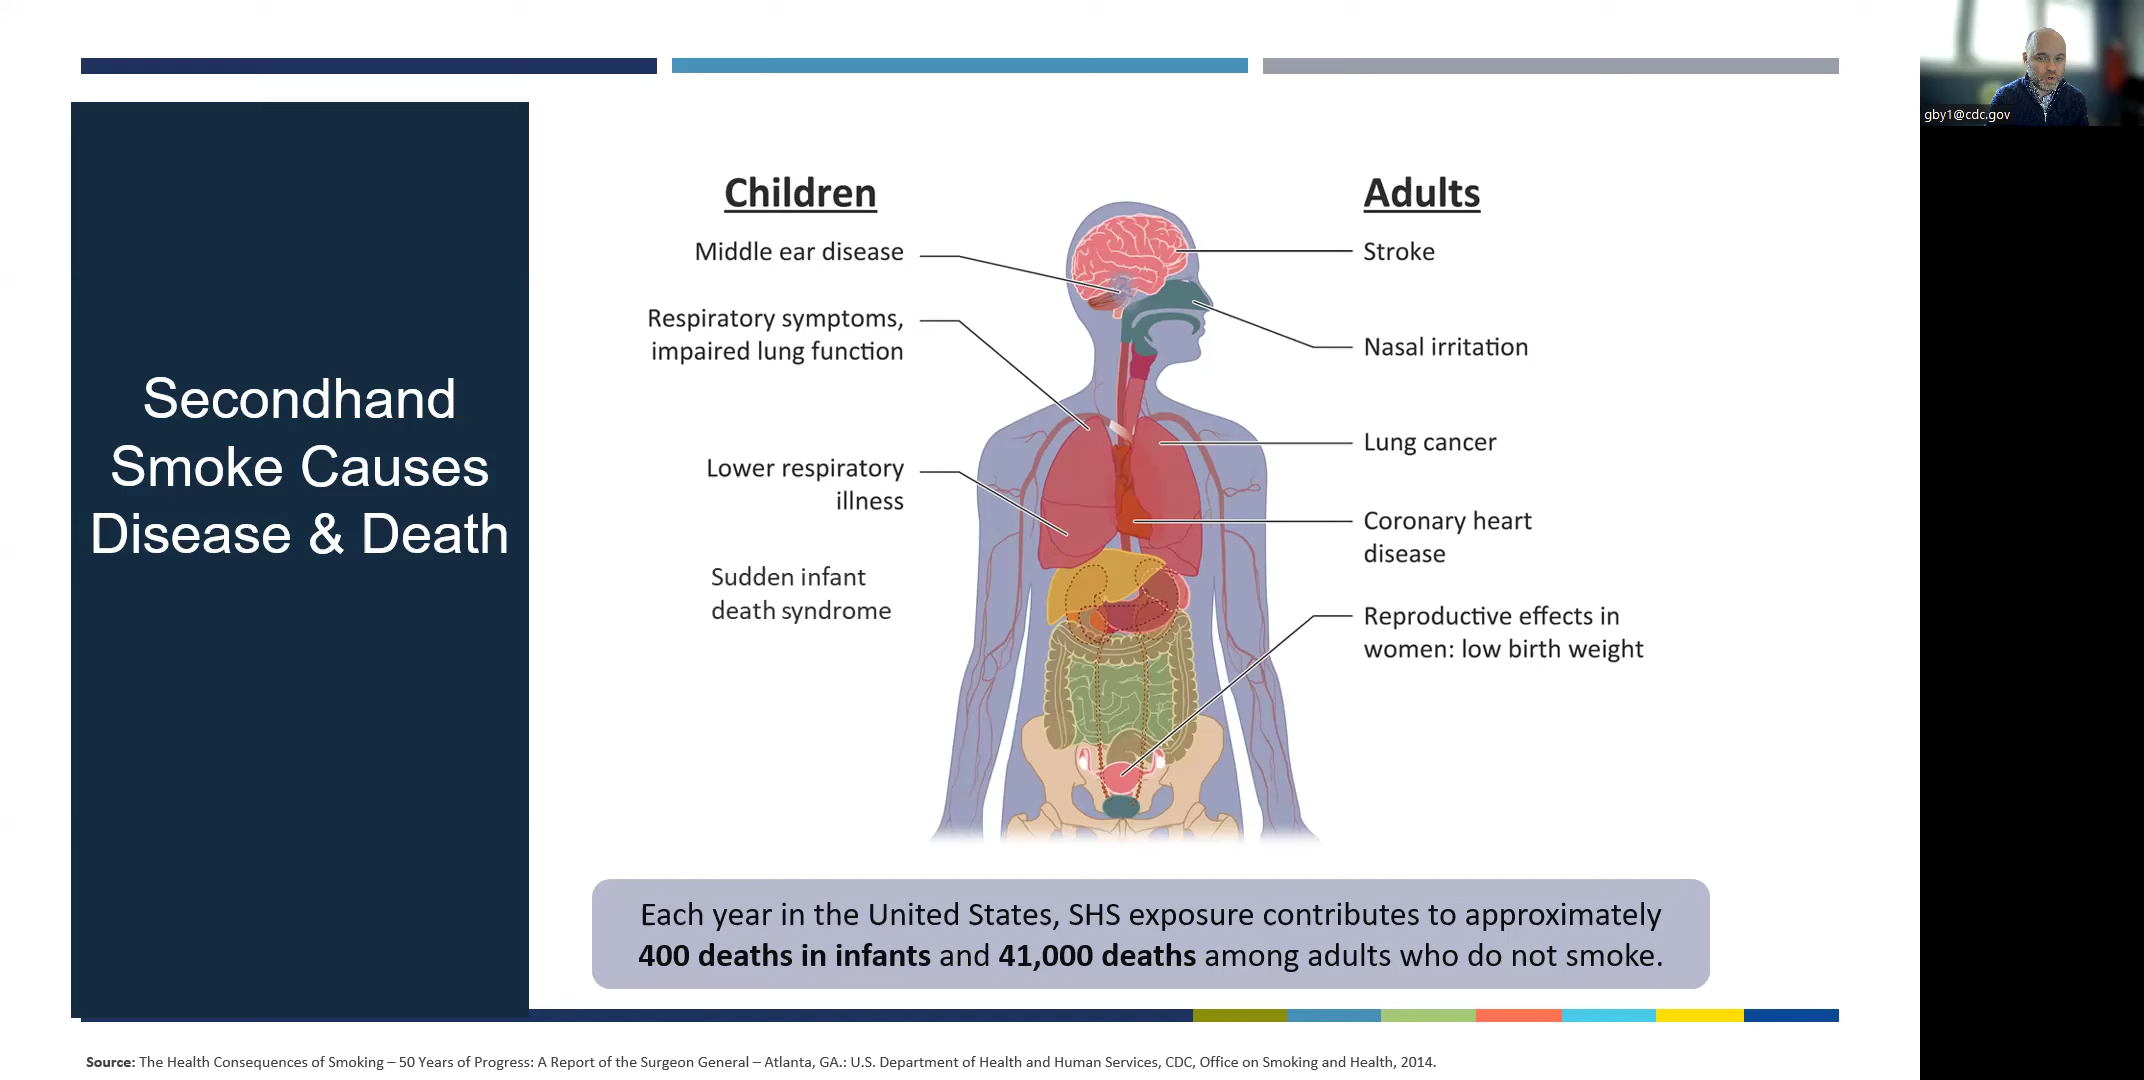 Secondhand
Smoke Causes
Disease & Death
Children
Middle ear disease
Respiratory symptoms,
impaired lung function
Lower respiratory
illness
Sudden infant
death syndrome
Adults
Stroke
Nasal irritation
Lung cancer
Coronary heart
disease
Reproductive effects in
women: low birth weight
Each year in the United States, SHS exposure contributes to approximately
400 deaths in infants and 41,000 deaths among adults who do not smoke.
Source: The Health Consequences of Smoking – 50 Years of Progress: A Report of the Surgeon General – Atlanta, GA.: U.S. Department of Health and Human Services, CDC, Office on Smoking and Health, 2014.
gby1@cdc.gov